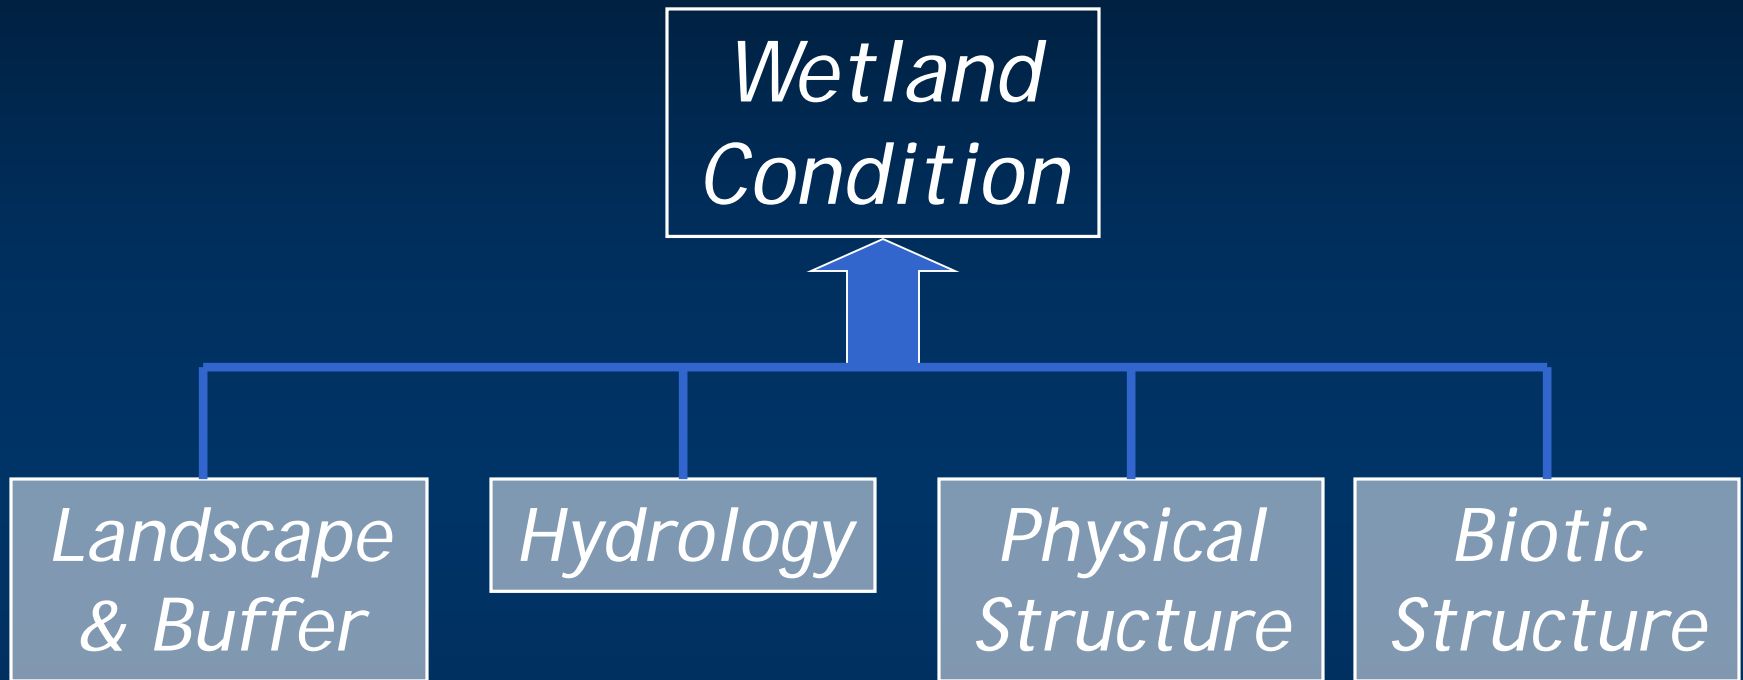 Wetland
Condition
Landscape
& Buffer
Hydrology
Physical
Structure
Biotic
Structure